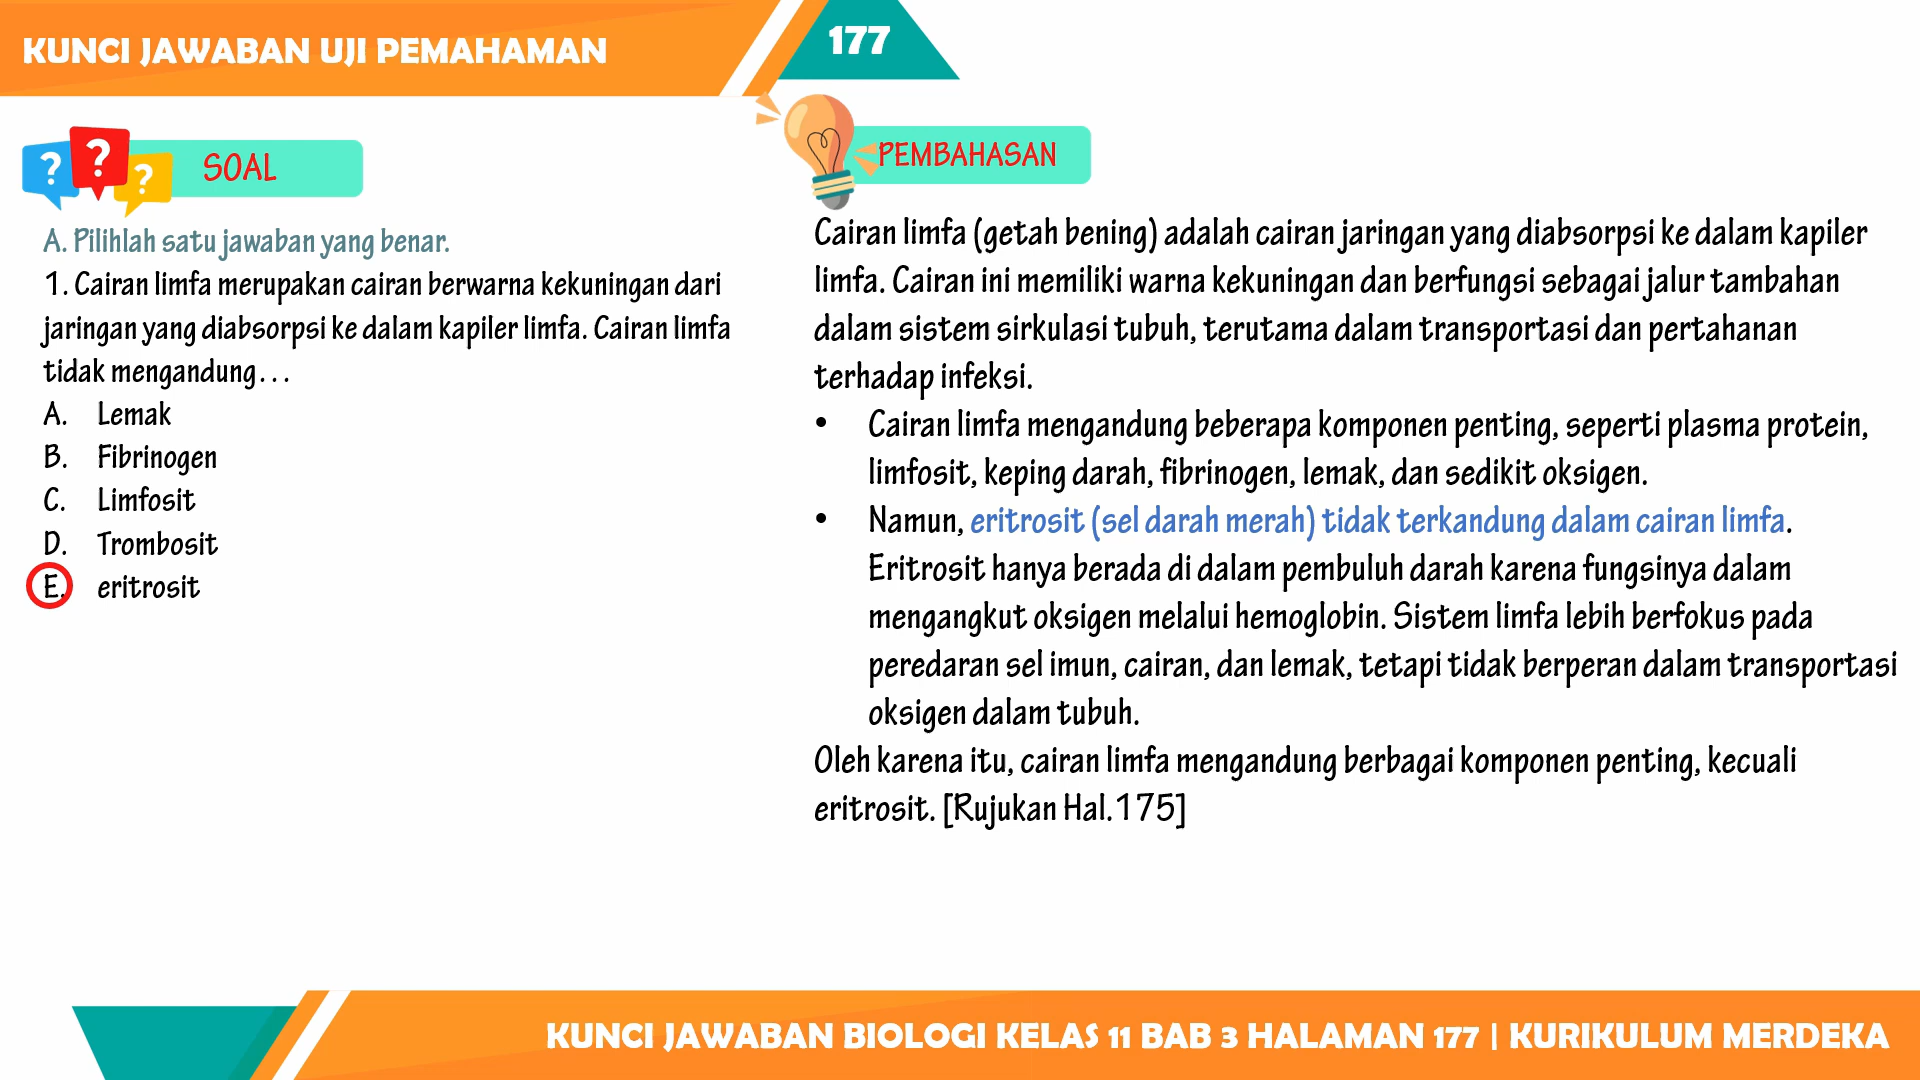 KUNCI JAWABAN UJI PEMAHAMAN
177
? ? ?
SOAL
A. Pilihlah satu jawaban yang benar.
1. Cairan limfa merupakan cairan berwarna kekuningan dari
jaringan yang diabsorpsi ke dalam kapiler limfa. Cairan limfa
tidak mengandung . . .
A. Lemak
B. Fibrinogen
C. Limfosit
D. Trombosit
E. eritrosit
PEMBAHASAN
Cairan limfa (getah bening) adalah cairan jaringan yang diabsorpsi ke dalam kapiler
limfa. Cairan ini memiliki warna kekuningan dan berfungsi sebagai jalur tambahan
dalam sistem sirkulasi tubuh, terutama dalam transportasi dan pertahanan
terhadap infeksi.
• Cairan limfa mengandung beberapa komponen penting, seperti plasma protein,
limfosit, keping darah, fibrinogen, lemak, dan sedikit oksigen.
• Namun, eritrosit (sel darah merah) tidak terkandung dalam cairan limfa.
Eritrosit hanya berada di dalam pembuluh darah karena fungsinya dalam
mengangkut oksigen melalui hemoglobin. Sistem limfa lebih berfokus pada
peredaran sel imun, cairan, dan lemak, tetapi tidak berperan dalam transportasi
oksigen dalam tubuh.
Oleh karena itu, cairan limfa mengandung berbagai komponen penting, kecuali
eritrosit. [Rujukan Hal.175]
KUNCI JAWABAN BIOLOGI KELAS 11 BAB 3 HALAMAN 177 | KURIKULUM MERDEKA